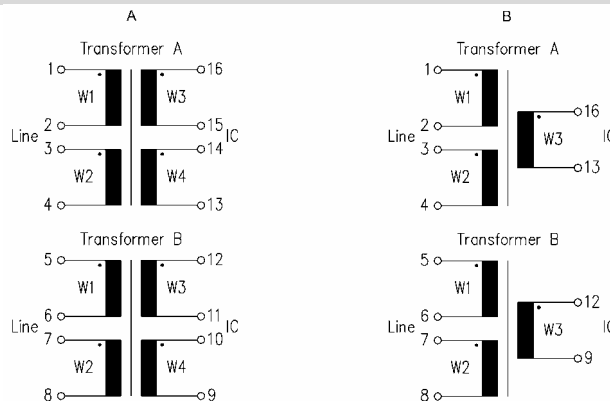 A
Transformer A
1
16
W1
W3
2
15
Line
IC
3
14
W2
W4
4
13
Transformer B
5
12
W1
W3
6
11
Line
IC
7
10
W2
W4
8
9
B
Transformer A
1
W1
16
2
W3
Line
IC
3
13
W2
4
Transformer B
5
W1
12
6
W3
Line
IC
7
9
W2
8